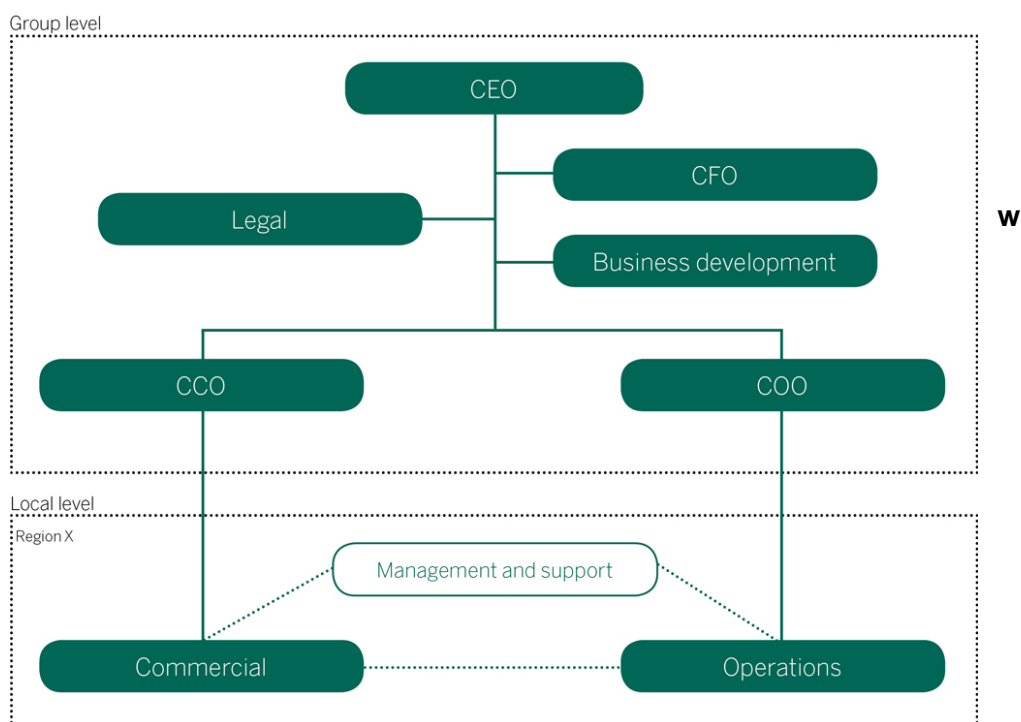 Group level
CEO
CFO
Legal
W
Business development
CCO
COO
Local level
Region X
Management and support
Commercial
Operations